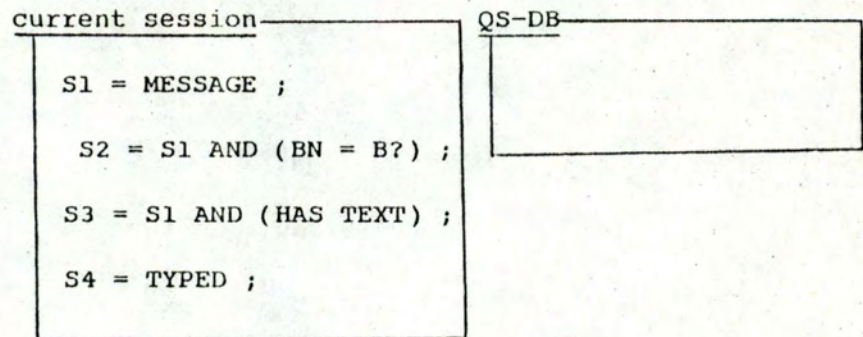 current session
QS-DB
S1 = MESSAGE ;
S2 = S1 AND (BN = B?) ;
S3 = S1 AND (HAS TEXT) ;
S4 = TYPED ;